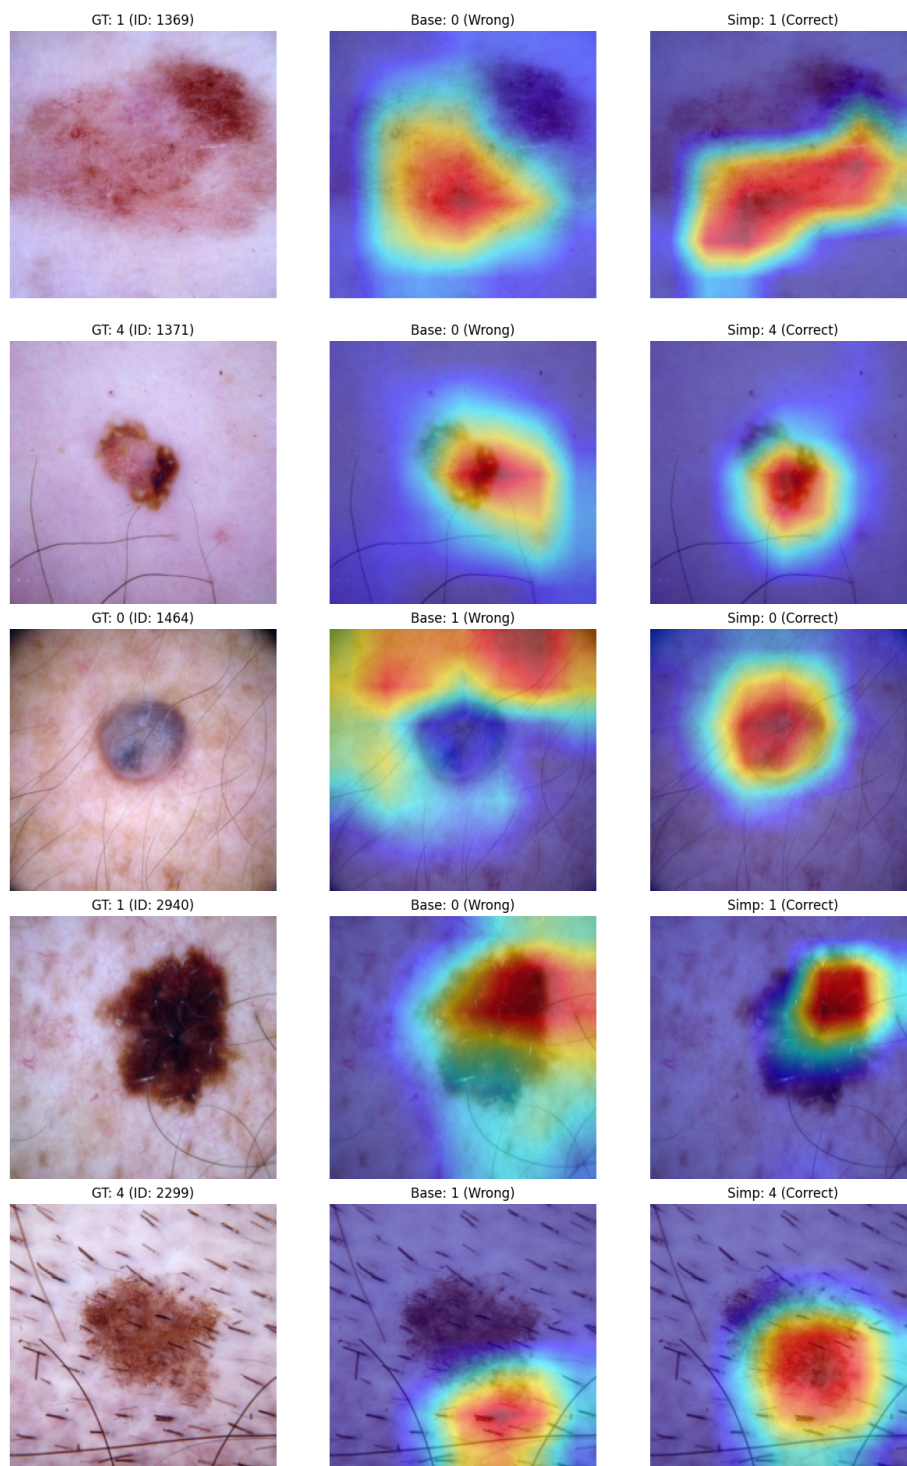 GT: 1 (ID: 1369)
Base: 0 (Wrong)
Simp: 1 (Correct)
GT: 4 (ID: 1371)
Base: 0 (Wrong)
Simp: 4 (Correct)
GT: 0 (ID: 1464)
Base: 1 (Wrong)
Simp: 0 (Correct)
GT: 1 (ID: 2940)
Base: 0 (Wrong)
Simp: 1 (Correct)
GT: 4 (ID: 2299)
Base: 1 (Wrong)
Simp: 4 (Correct)